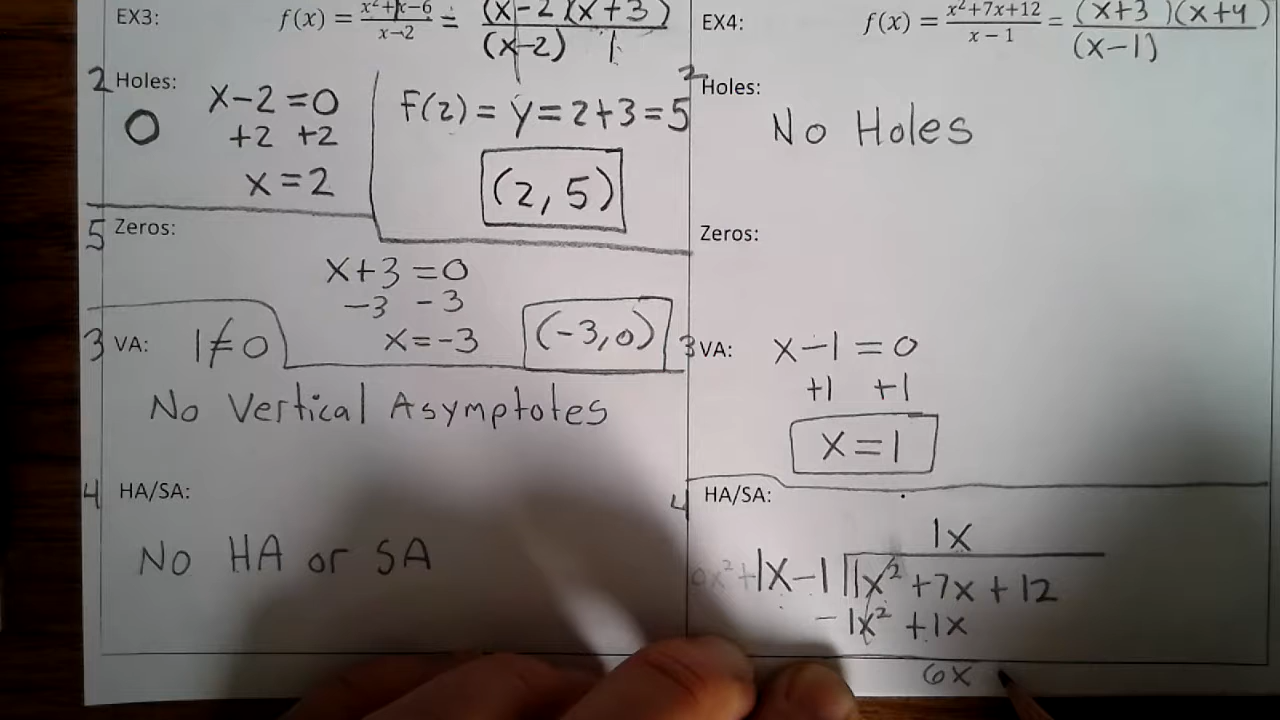 EX3: f(x) = x²+x−6 / x−2 = (x−2)(x+3) / (x−2) 1
2 Holes:
O
x−2=0
+2 +2
x=2
F(2) = y = 2+3 = 5
(2, 5)
5 Zeros:
x+3=0
−3 −3
x=−3
(−3,0)
3 VA: 1≠0
No Vertical Asymptotes
4 HA/SA:
No HA or SA
EX4: f(x) = x²+7x+12 / x−1 = (x+3)(x+4) / (x−1)
2 Holes:
No Holes
Zeros:
3 VA: x−1=0
+1 +1
x=1
4 HA/SA:
1x
0x²+1x−1 1x²+7x+12
−1x²+1x
6x